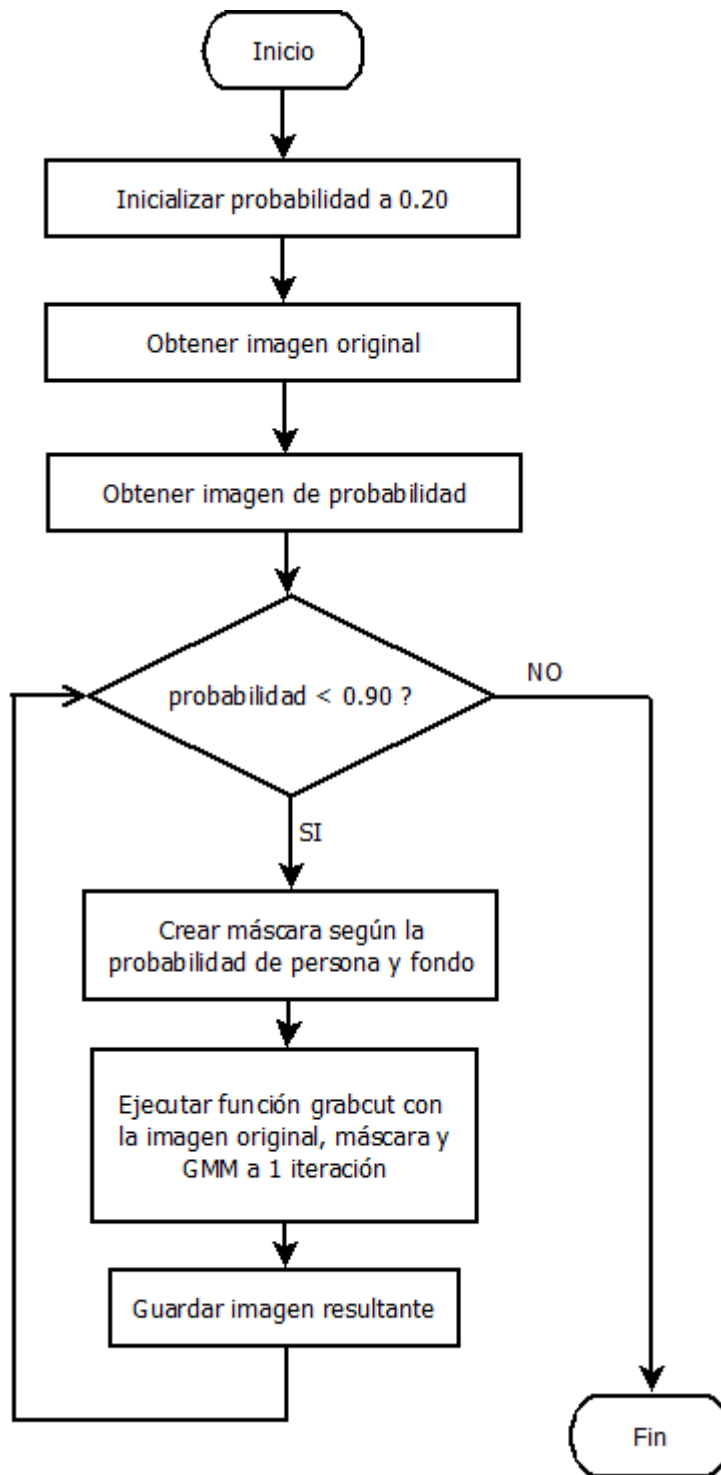 Inicio
Inicializar probabilidad a 0.20
Obtener imagen original
Obtener imagen de probabilidad
probabilidad < 0.90 ?
NO
SI
Crear máscara según la
probabilidad de persona y fondo
Ejecutar función grabcut con
la imagen original, máscara y
GMM a 1 iteración
Guardar imagen resultante
Fin